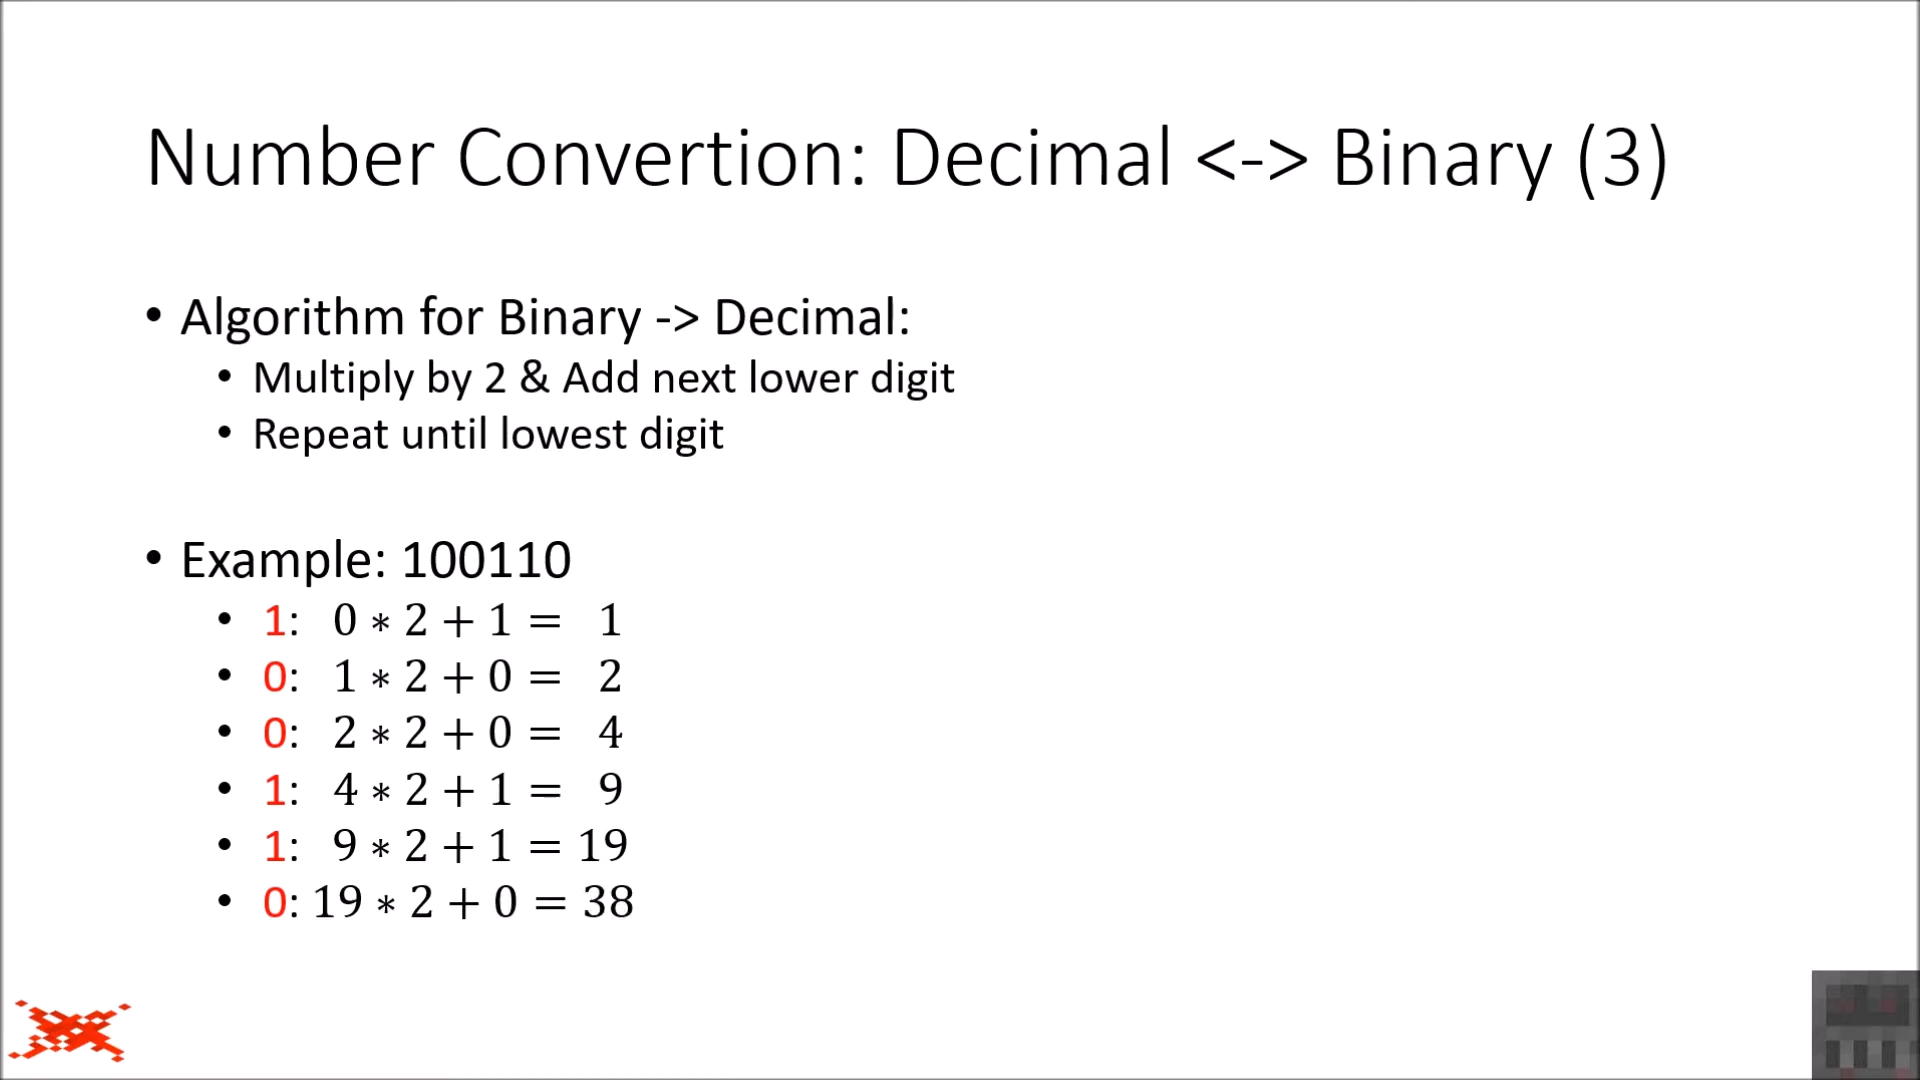 Number Convertion: Decimal <-> Binary (3)
• Algorithm for Binary -> Decimal:
• Multiply by 2 & Add next lower digit
• Repeat until lowest digit
• Example: 100110
• 1: 0 ∗ 2 + 1 = 1
• 0: 1 ∗ 2 + 0 = 2
• 0: 2 ∗ 2 + 0 = 4
• 1: 4 ∗ 2 + 1 = 9
• 1: 9 ∗ 2 + 1 = 19
• 0: 19 ∗ 2 + 0 = 38